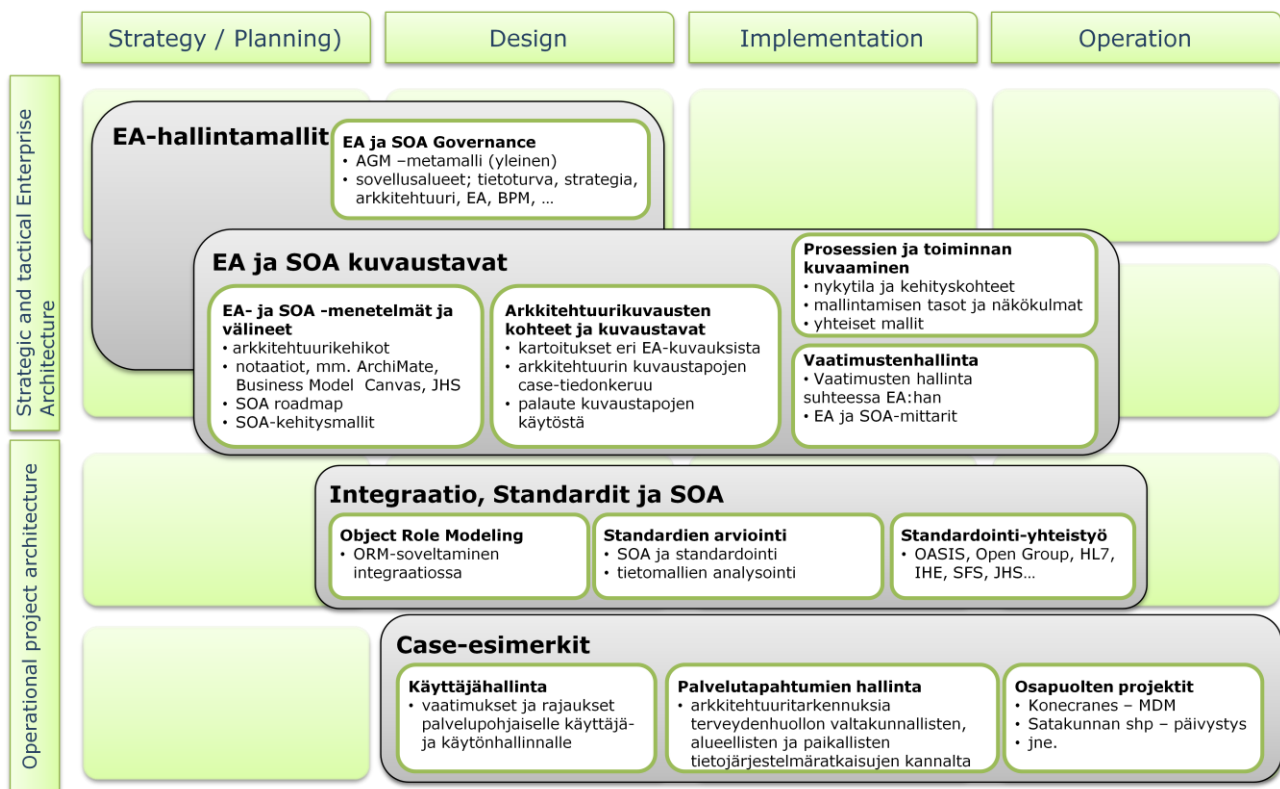 Strategy / Planning)
Design
Implementation
Operation
Strategic and tactical Enterprise
Architecture
EA-hallintamallit
EA ja SOA Governance
• AGM –metamalli (yleinen)
• sovellusalueet; tietoturva, strategia,
arkkitehtuuri, EA, BPM, …
EA ja SOA kuvaustavat
EA- ja SOA -menetelmät ja
välineet
• arkkitehtuurikehikot
• notaatiot, mm. ArchiMate,
Business Model Canvas, JHS
• SOA roadmap
• SOA-kehitysmallit
Arkkitehtuurikuvausten
kohteet ja kuvaustavat
• kartoitukset eri EA-kuvauksista
• arkkitehtuurin kuvaustapojen
case-tiedonkeruu
• palaute kuvaustapojen
käytöstä
Prosessien ja toiminnan
kuvaaminen
• nykytila ja kehityskohteet
• mallintamisen tasot ja näkökulmat
• yhteiset mallit
Vaatimustenhallinta
• Vaatimusten hallinta
suhteessa EA:han
• EA ja SOA-mittarit
Operational project architecture
Integraatio, Standardit ja SOA
Object Role Modeling
• ORM-soveltaminen
integraatiossa
Standardien arviointi
• SOA ja standardointi
• tietomallien analysointi
Standardointi-yhteistyö
• OASIS, Open Group, HL7,
IHE, SFS, JHS…
Case-esimerkit
Käyttäjähallinta
• vaatimukset ja rajaukset
palvelupohjaiselle käyttäjä-
ja käytönhallinnalle
Palvelutapahtumien hallinta
• arkkitehtuuritarkennuksia
terveydenhuollon valtakunnallisten,
alueellisten ja paikallisten
tietojärjestelmäratkaisujen kannalta
Osapuolten projektit
• Konecranes – MDM
• Satakunnan shp – päivystys
• jne.